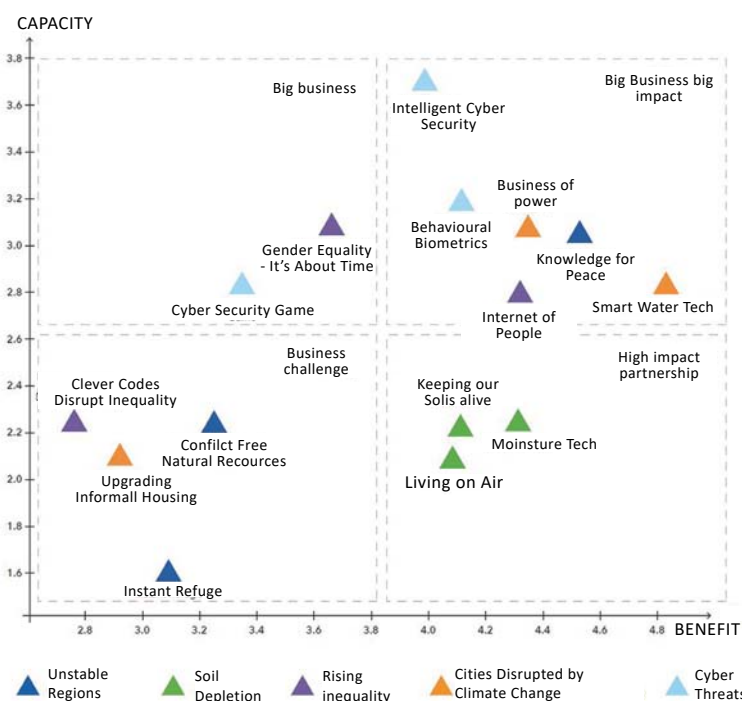 CAPACITY
3.8
3.6
3.4
3.2
3.0
2.8
2.6
2.4
2.2
2.0
1.8
1.6
Big business
Big Business big
impact
Intelligent Cyber
Security
Business of
power
Behavioural
Biometrics
Gender Equality
- It's About Time
Knowledge for
Peace
Cyber Security Game
Smart Water Tech
Internet of
People
Business
challenge
High impact
partnership
Clever Codes
Disrupt Inequality
Keeping our
Solis alive
Confilct Free
Natural Recources
Moinsture Tech
Upgrading
Informall Housing
Living on Air
Instant Refuge
2.8 3.0 3.2 3.4 3.6 3.8 4.0 4.2 4.4 4.6 4.8 BENEFIT
Unstable
Regions
Soil
Depletion
Rising
inequality
Cities Disrupted by
Climate Change
Cyber
Threats